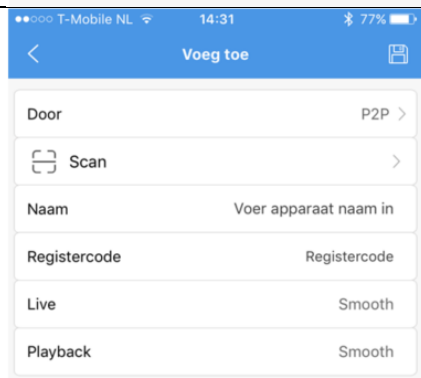 T-Mobile NL 14:31 77%
Voeg toe
Door P2P
Scan
Naam Voer apparaat naam in
Registercode Registercode
Live Smooth
Playback Smooth